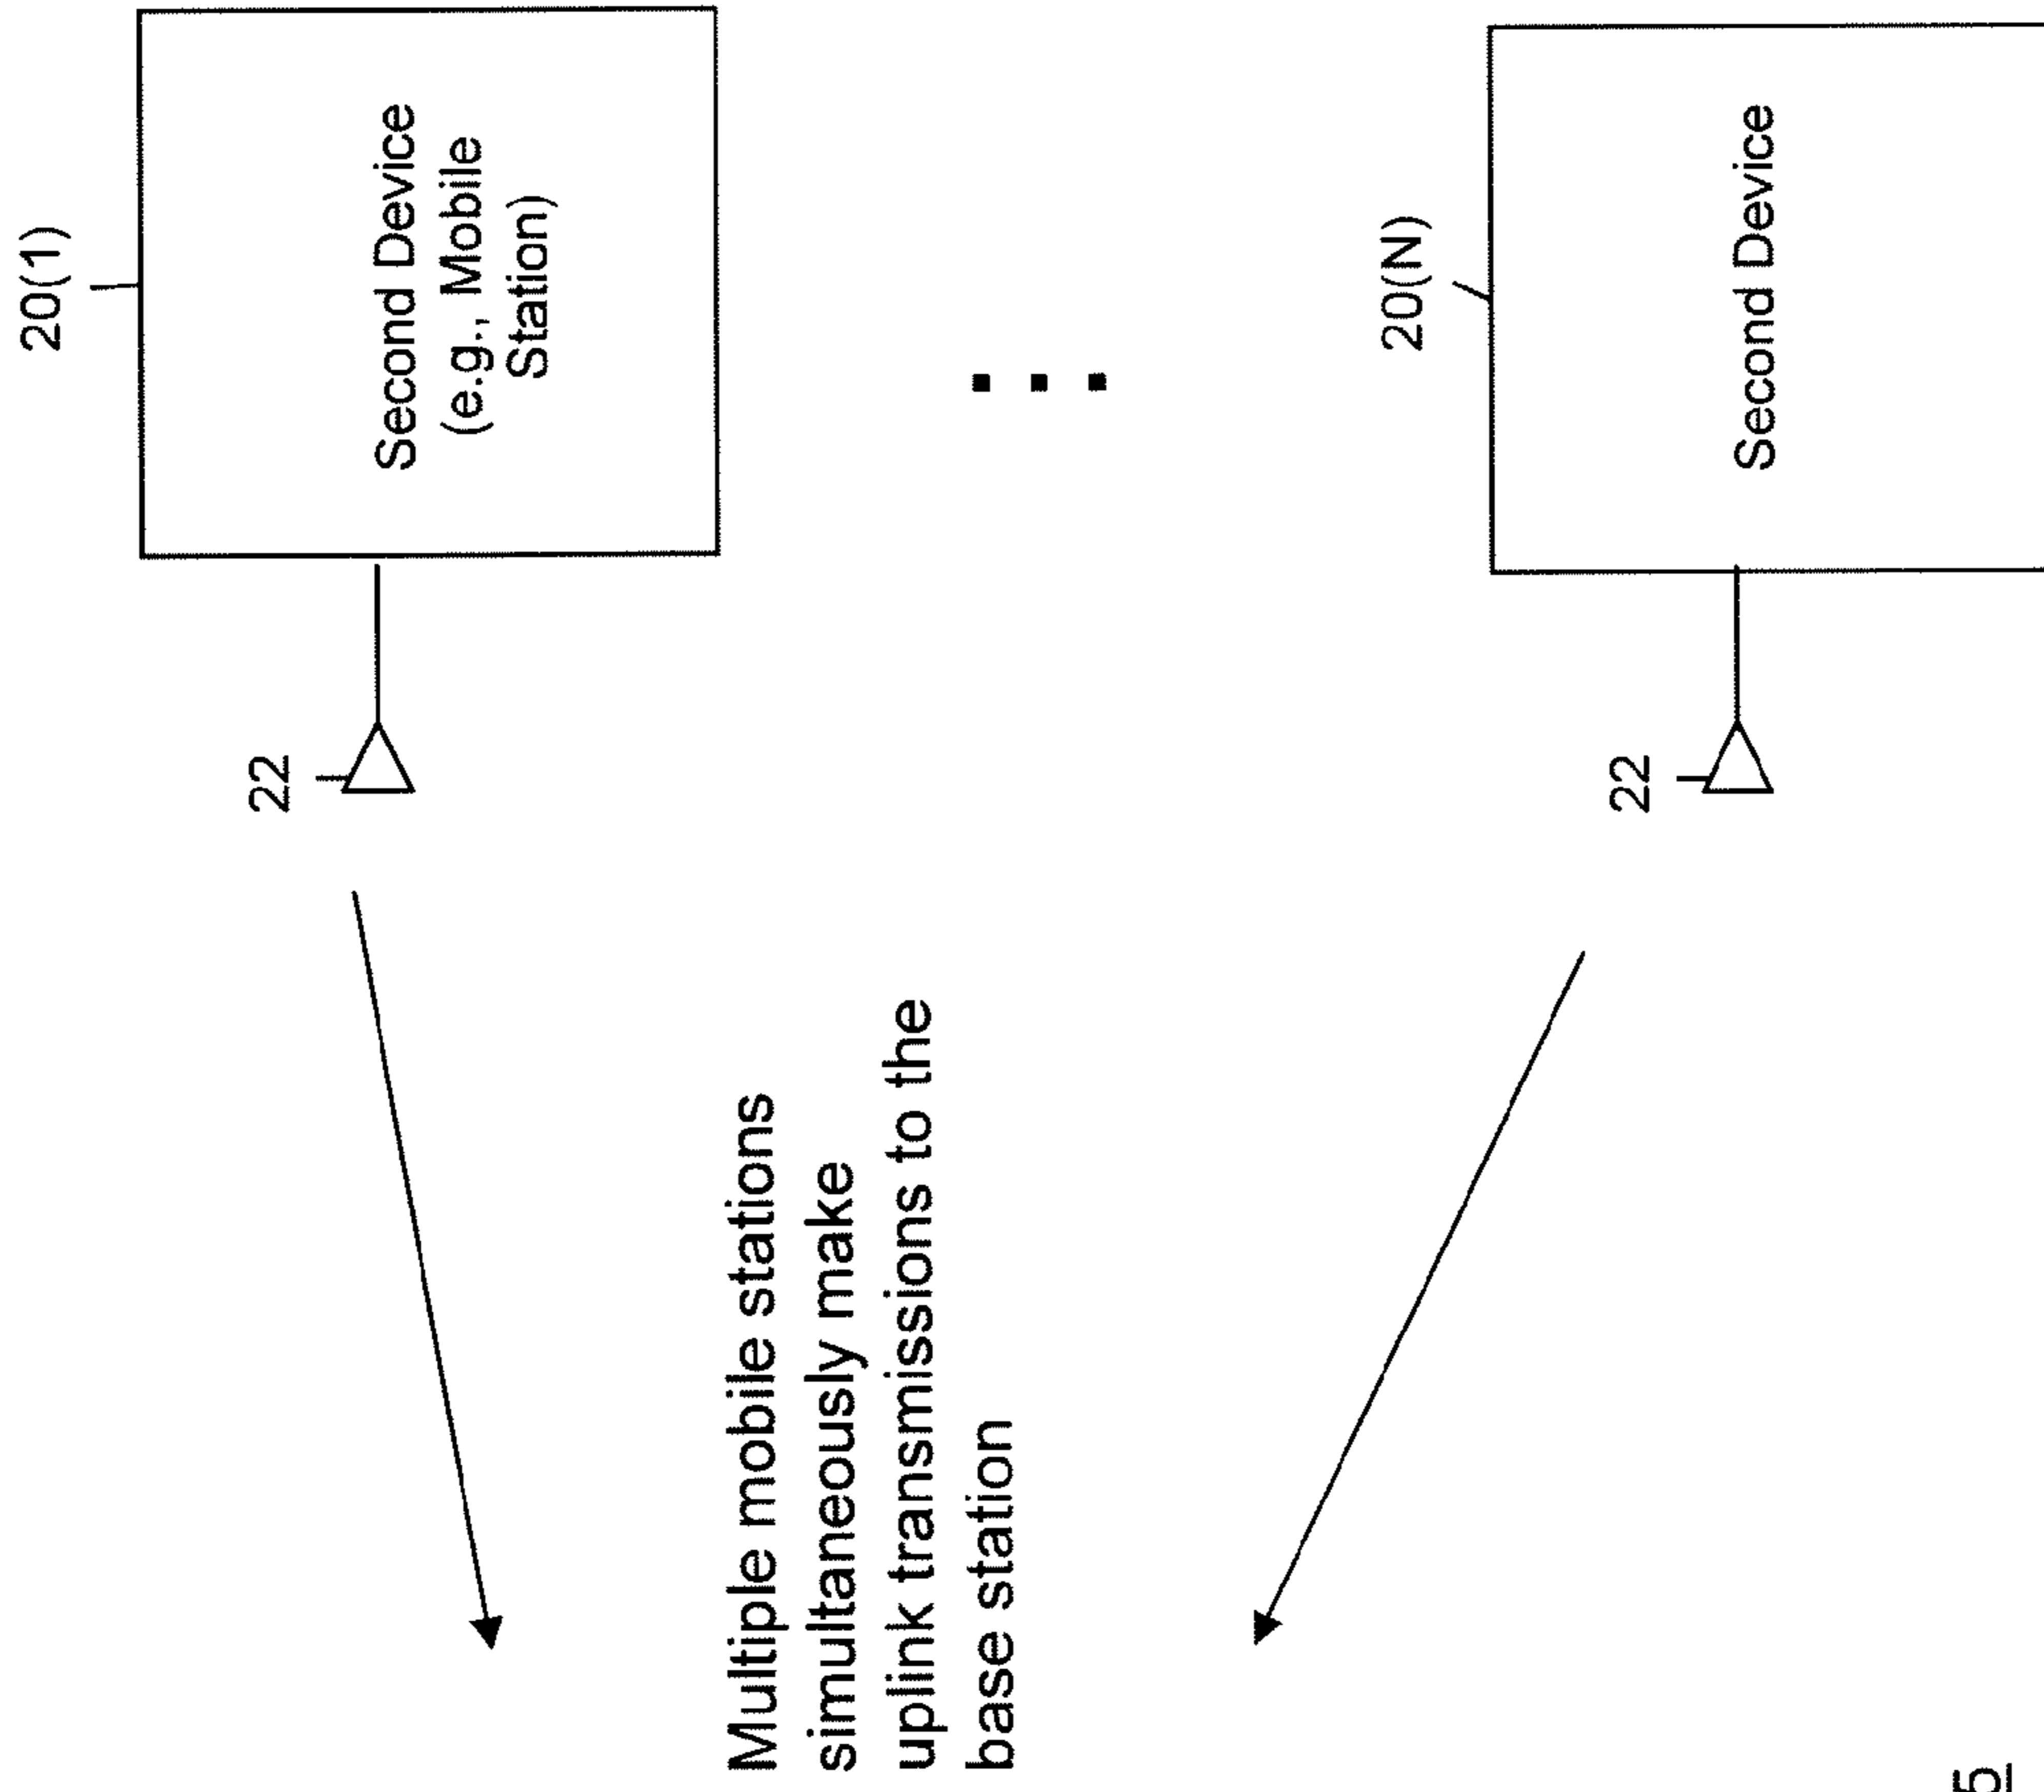 20(1)
Second Device
(e.g., Mobile
Station)
22
Multiple mobile stations
simultaneously make
uplink transmissions to the
base station
20(N)
Second Device
22
5